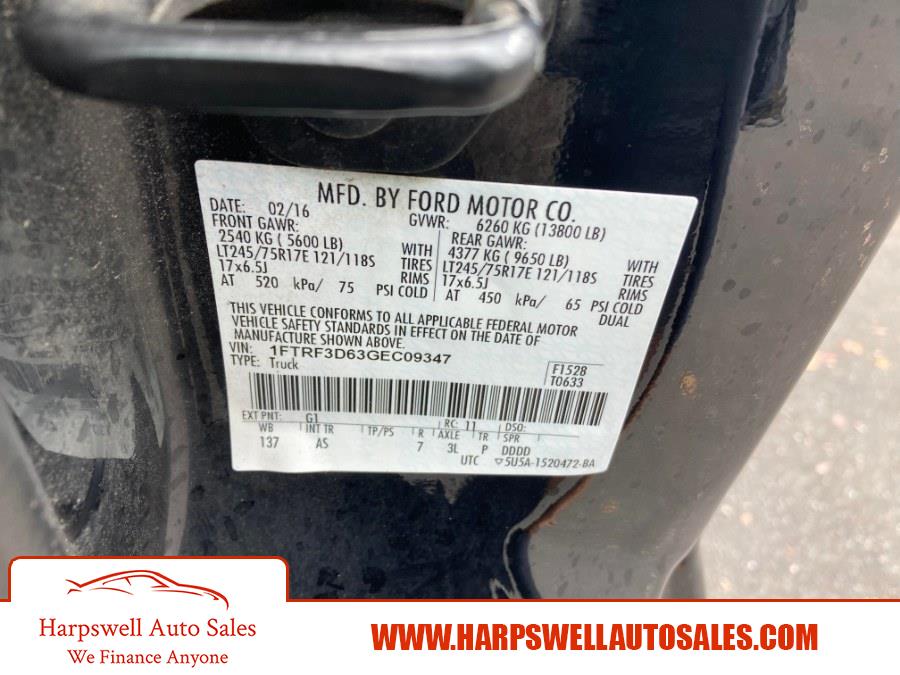 MFD. BY FORD MOTOR CO.
DATE: 02/16 GVWR: 6260 KG (13800 LB)
FRONT GAWR: REAR GAWR:
2540 KG ( 5600 LB) WITH 4377 KG ( 9650 LB) WITH
LT245/75R17E 121/118S TIRES LT245/75R17E 121/118S TIRES
17x6.5J RIMS 17x6.5J RIMS
AT 520 kPa/ 75 PSI COLD AT 450 kPa/ 65 PSI COLD
DUAL
THIS VEHICLE CONFORMS TO ALL APPLICABLE FEDERAL MOTOR
VEHICLE SAFETY STANDARDS IN EFFECT ON THE DATE OF
MANUFACTURE SHOWN ABOVE.
VIN: 1FTRF3D63GEC09347
TYPE: Truck
F1528
T0633
EXT PNT: G1 RC: 11 DSO:
WB INT TR TP/PS R AXLE TR SPR
137 AS 7 3L P DDDD
UTC ▽5U5A-1520472-BA
Harpswell Auto Sales
We Finance Anyone
WWW.HARPSWELLAUTOSALES.COM